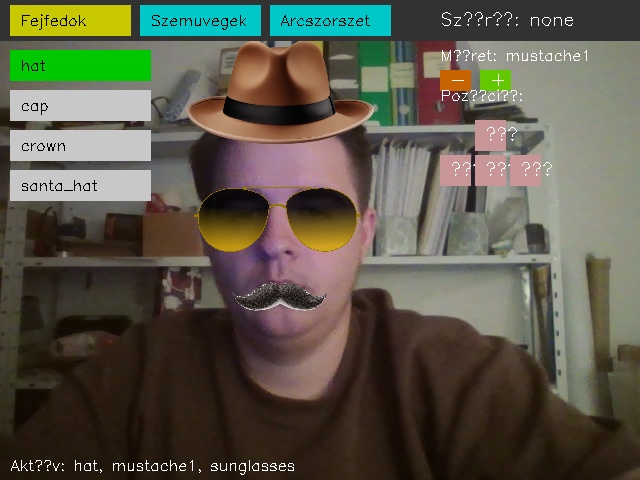 Fejfedok
Szemuvegek
Arcszorszet
Sz??r??: none
hat
cap
crown
santa_hat
M??ret: mustache1
− +
Poz??ci??:
???
??? ??? ???
Akt??v: hat, mustache1, sunglasses